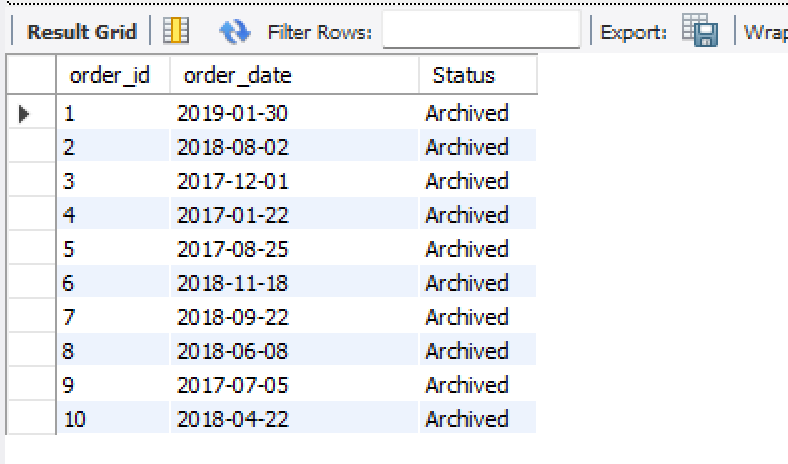 Result Grid Filter Rows: Export: Wrap
order_id order_date Status
1 2019-01-30 Archived
2 2018-08-02 Archived
3 2017-12-01 Archived
4 2017-01-22 Archived
5 2017-08-25 Archived
6 2018-11-18 Archived
7 2018-09-22 Archived
8 2018-06-08 Archived
9 2017-07-05 Archived
10 2018-04-22 Archived